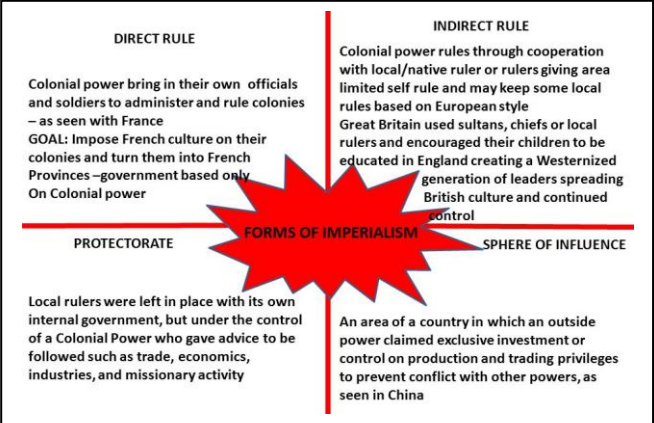 DIRECT RULE
Colonial power bring in their own officials
and soldiers to administer and rule colonies
– as seen with France
GOAL: Impose French culture on their
colonies and turn them into French
Provinces –government based only
On Colonial power
INDIRECT RULE
Colonial power rules through cooperation
with local/native ruler or rulers giving area
limited self rule and may keep some local
rules based on European style
Great Britain used sultans, chiefs or local
rulers and encouraged their children to be
educated in England creating a Westernized
generation of leaders spreading
British culture and continued
control
FORMS OF IMPERIALISM
PROTECTORATE
Local rulers were left in place with its own
internal government, but under the control
of a Colonial Power who gave advice to be
followed such as trade, economics,
industries, and missionary activity
SPHERE OF INFLUENCE
An area of a country in which an outside
power claimed exclusive investment or
control on production and trading privileges
to prevent conflict with other powers, as
seen in China